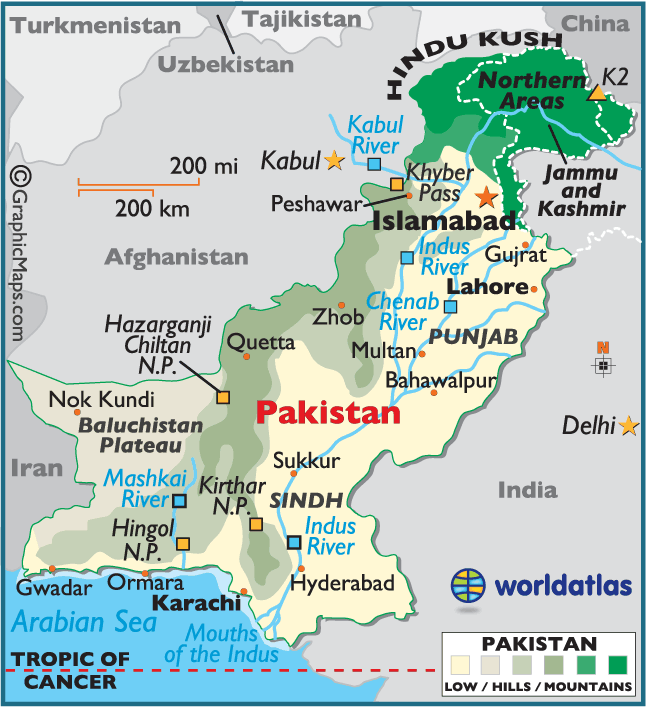 Turkmenistan
Tajikistan
China
Uzbekistan
HINDU KUSH
Northern
Areas
K2
Kabul
River
Kabul
200 mi
200 km
Khyber
Pass
Peshawar
Jammu
and
Kashmir
© GraphicMaps.com
Islamabad
Afghanistan
Indus
River
Gujrat
Lahore
Chenab
River
Zhob
PUNJAB
Hazarganji
Chiltan
N.P.
Quetta
Multan
N
Bahawalpur
Nok Kundi
Pakistan
Baluchistan
Plateau
Delhi
Iran
Sukkur
Mashkai
River
Kirthar
N.P.
SINDH
India
Hingol
N.P.
Indus
River
Gwadar
Ormara
Karachi
Hyderabad
worldatlas
Arabian Sea
Mouths
of the Indus
TROPIC OF
CANCER
PAKISTAN
LOW / HILLS / MOUNTAINS